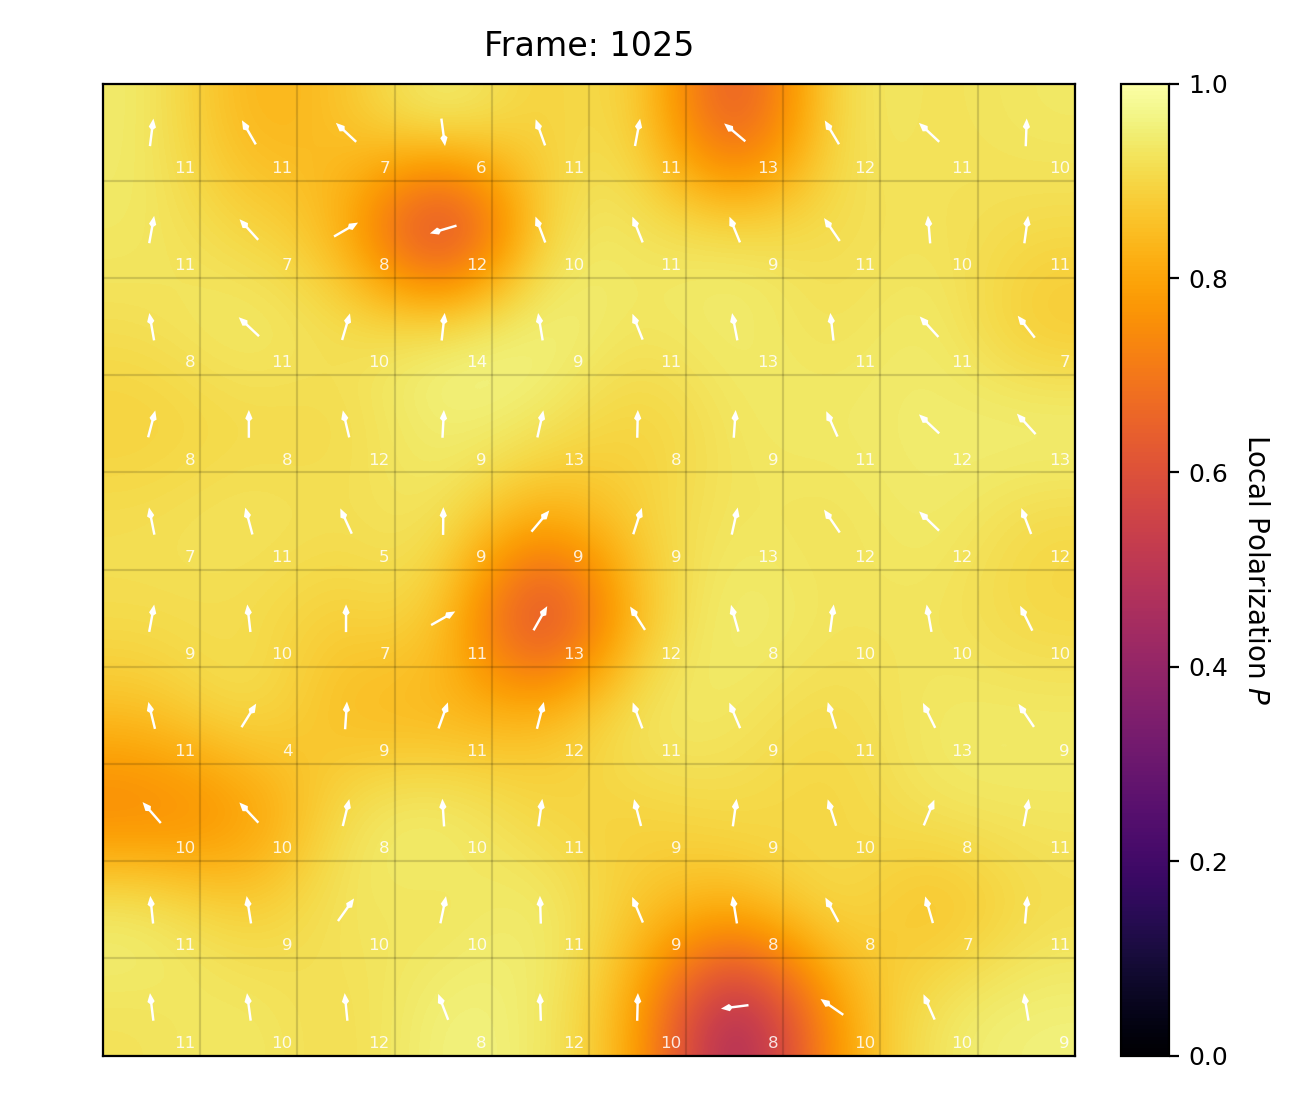 Frame: 1025
11 11 7 6 11 11 13 12 11 10
11 7 8 12 10 11 9 11 10 11
8 11 10 14 9 11 13 11 11 7
8 8 12 9 13 8 9 11 12 13
7 11 5 9 9 9 13 12 12 12
9 10 7 11 13 12 8 10 10 10
11 4 9 11 12 11 9 11 13 9
10 10 8 10 11 9 9 10 8 11
11 9 10 10 11 9 8 8 7 11
11 10 12 8 12 10 8 10 10 9
1.0
0.8
0.6
0.4
0.2
0.0
Local Polarization P